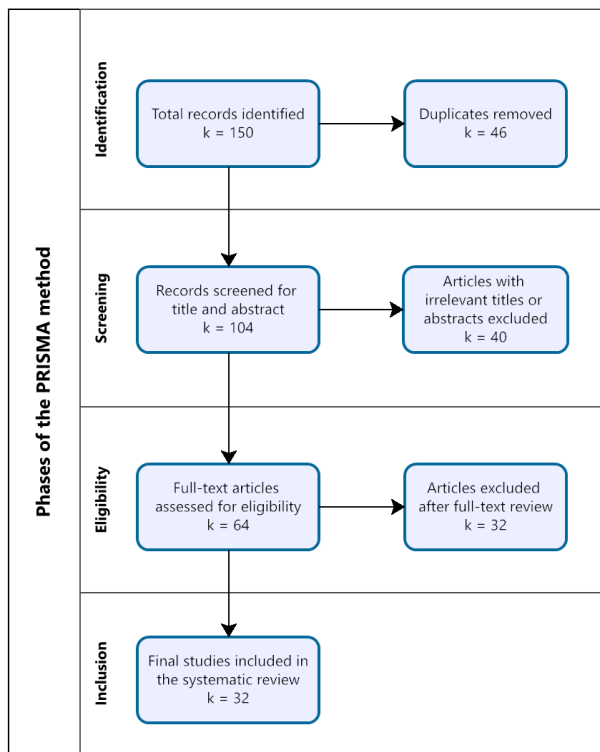 Phases of the PRISMA method
Identification
Total records identified
k = 150
Duplicates removed
k = 46
Screening
Records screened for
title and abstract
k = 104
Articles with
irrelevant titles or
abstracts excluded
k = 40
Eligibility
Full-text articles
assessed for eligibility
k = 64
Articles excluded
after full-text review
k = 32
Inclusion
Final studies included in
the systematic review
k = 32